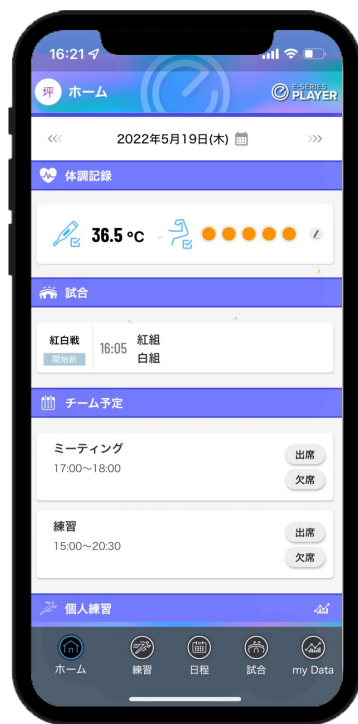 16:21
坪 ホーム
E-SERIES
PLAYER
<<< 2022年5月19日(木) >>>
体調記録
36.5 °C
試合
紅白戦
開始前
16:05
紅組
白組
チーム予定
ミーティング
17:00~18:00
出席
欠席
練習
15:00~20:30
出席
欠席
個人練習
ホーム 練習 日程 試合 my Data